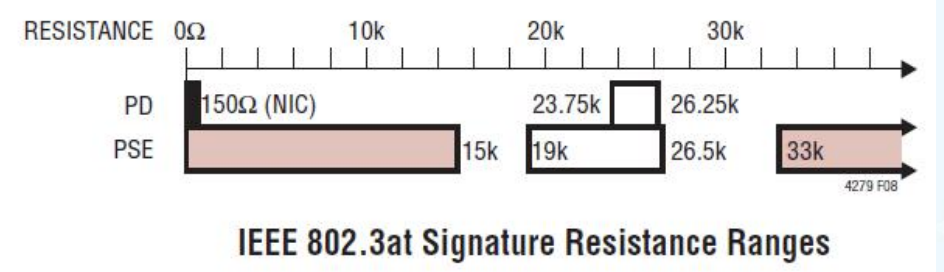 RESISTANCE 0Ω 10k 20k 30k
PD 150Ω (NIC) 23.75k 26.25k
PSE 15k 19k 26.5k 33k
4279 F08
IEEE 802.3at Signature Resistance Ranges